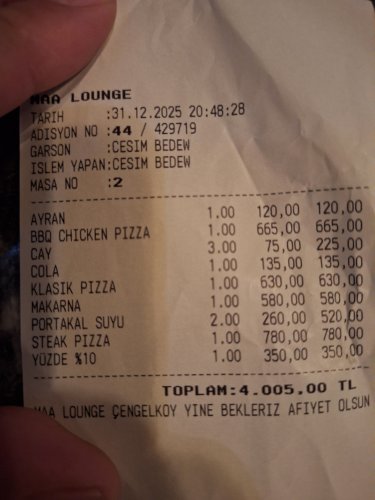 MAA LOUNGE
TARİH :31.12.2025 20:48:28
ADISYON NO :44 / 429719
GARSON :CESIM BEDEW
ISLEM YAPAN:CESIM BEDEW
MASA NO :2
AYRAN 1.00 120,00 120,00
BBQ CHICKEN PIZZA 1.00 665,00 665,00
CAY 3.00 75,00 225,00
COLA 1.00 135,00 135,00
KLASIK PIZZA 1.00 630,00 630,00
MAKARNA 1.00 580,00 580,00
PORTAKAL SUYU 2.00 260,00 520,00
STEAK PIZZA 1.00 780,00 780,00
YÜZDE %10 1.00 350,00 350,00
TOPLAM:4.005,00 TL
MAA LOUNGE ÇENGELKOY YINE BEKLERIZ AFIYET OLSUN